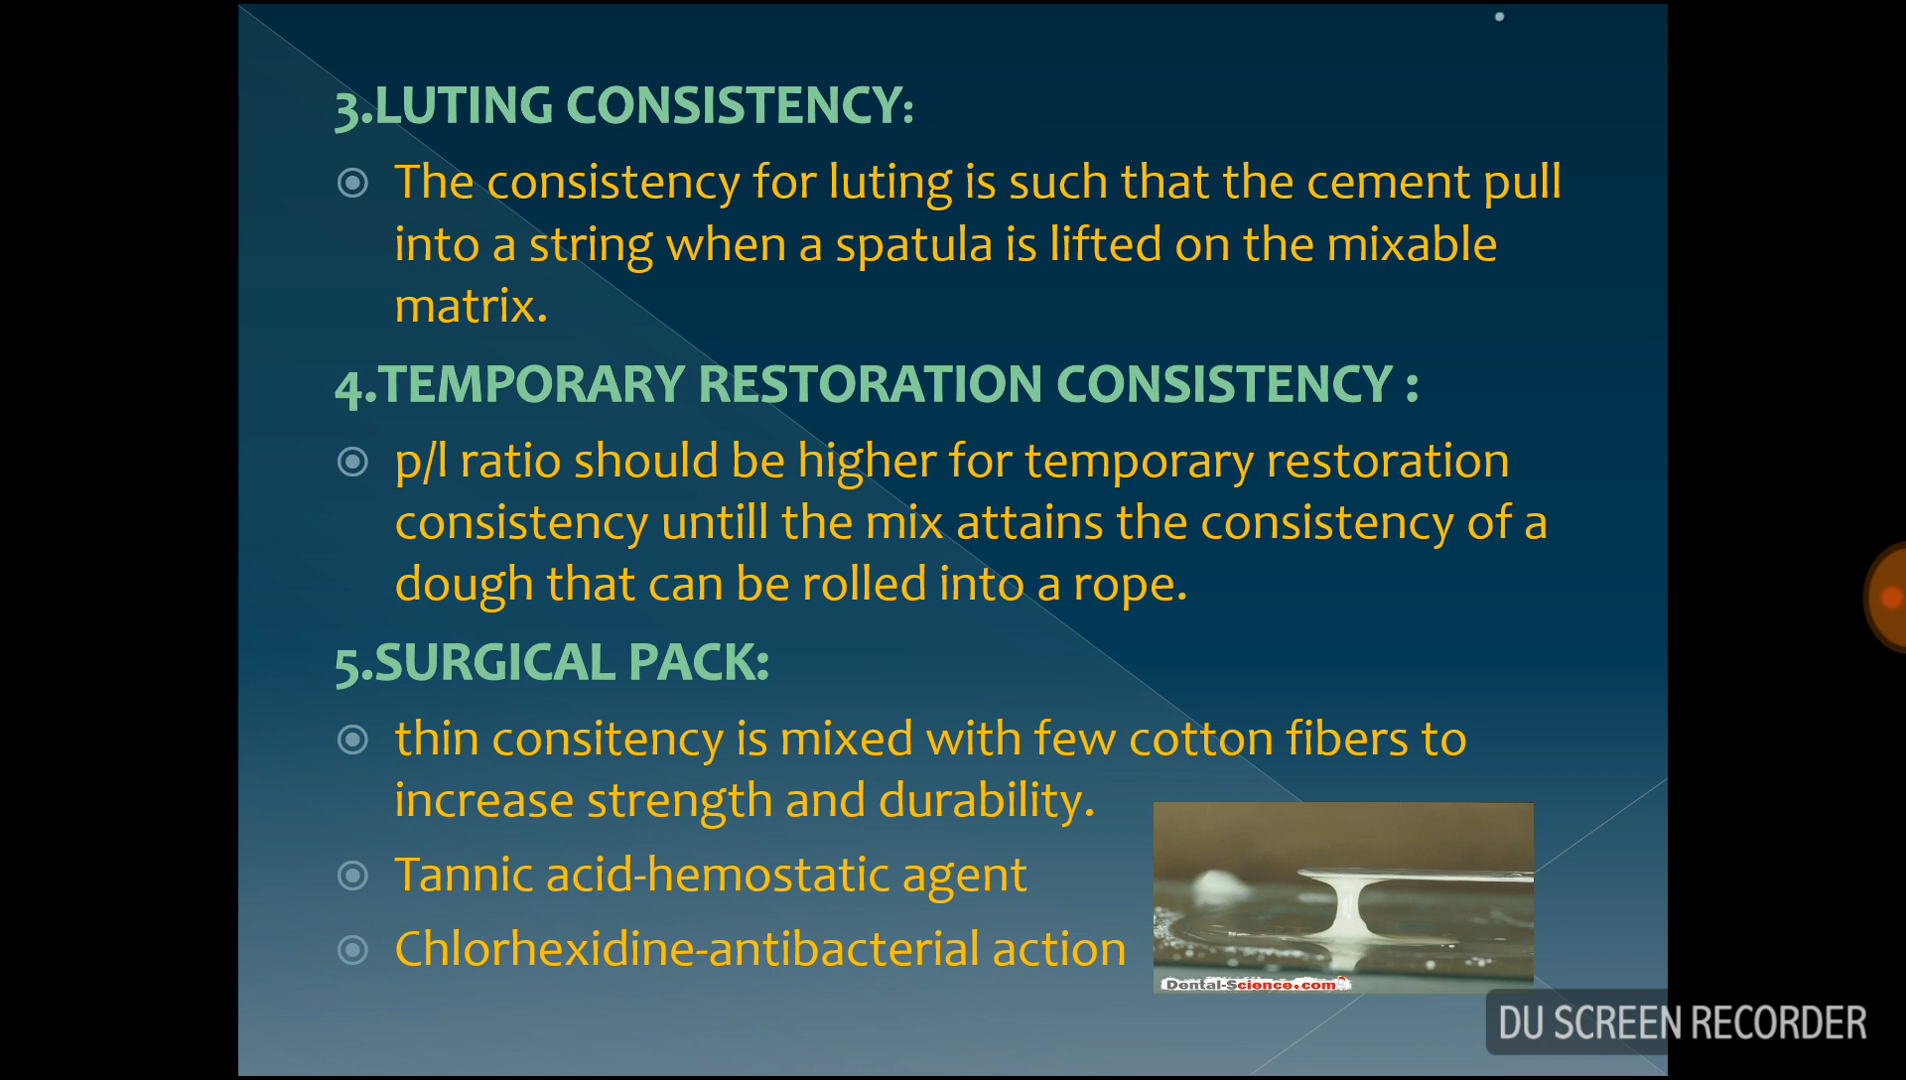 3.LUTING CONSISTENCY:
The consistency for luting is such that the cement pull
into a string when a spatula is lifted on the mixable
matrix.
4.TEMPORARY RESTORATION CONSISTENCY :
p/l ratio should be higher for temporary restoration
consistency untill the mix attains the consistency of a
dough that can be rolled into a rope.
5.SURGICAL PACK:
thin consitency is mixed with few cotton fibers to
increase strength and durability.
Tannic acid-hemostatic agent
Chlorhexidine-antibacterial action
Dental-Science.com
DU SCREEN RECORDER